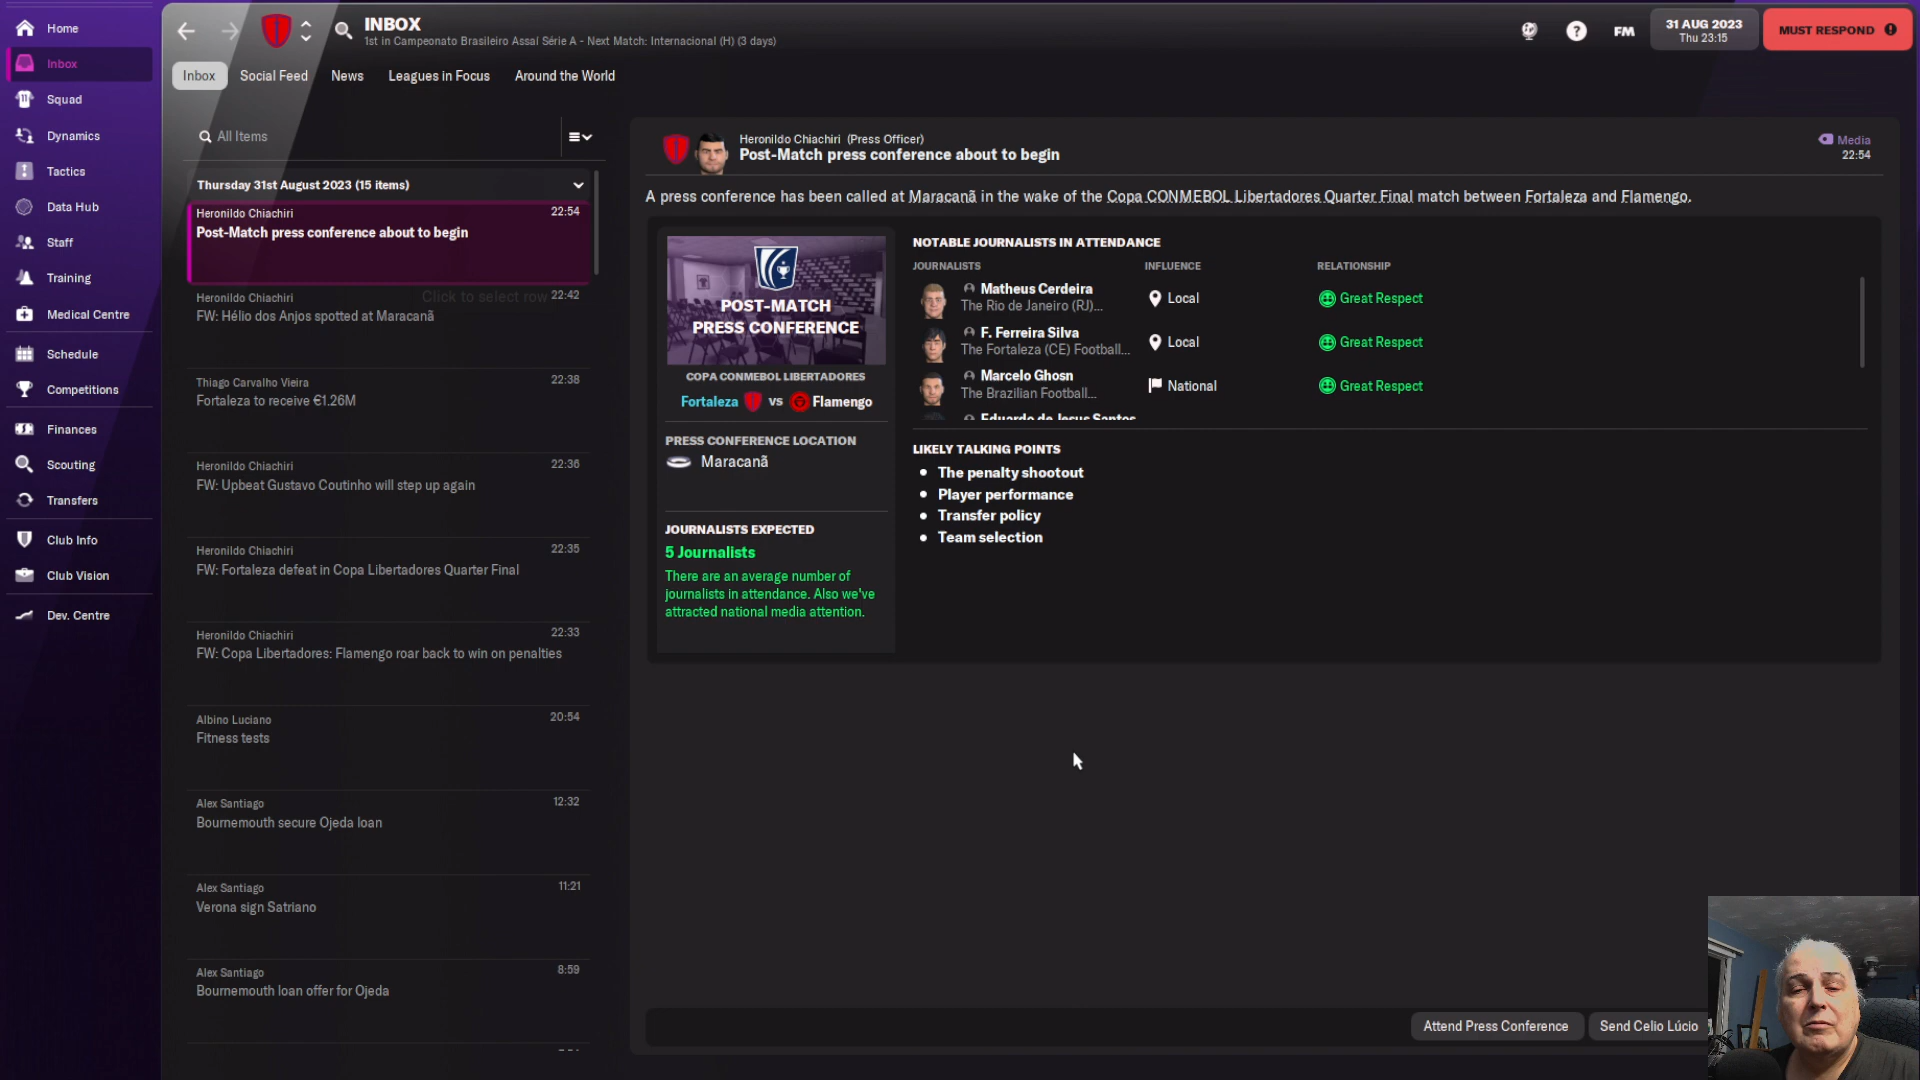 Home
Inbox
Squad
Dynamics
Tactics
Data Hub
Staff
Training
Medical Centre
Schedule
Competitions
Finances
Scouting
Transfers
Club Info
Club Vision
Dev. Centre
INBOX
1st in Campeonato Brasileiro Assaí Série A - Next Match: Internacional (H) (3 days)
FM
31 AUG 2023
Thu 23:15
MUST RESPOND
Inbox Social Feed News Leagues in Focus Around the World
All Items
Thursday 31st August 2023 (15 items)
Heronildo Chiachiri 22:54
Post-Match press conference about to begin
Click to select row
Heronildo Chiachiri 22:42
FW: Hélio dos Anjos spotted at Maracanã
Thiago Carvalho Vieira 22:38
Fortaleza to receive €1.26M
Heronildo Chiachiri 22:36
FW: Upbeat Gustavo Coutinho will step up again
Heronildo Chiachiri 22:35
FW: Fortaleza defeat in Copa Libertadores Quarter Final
Heronildo Chiachiri 22:33
FW: Copa Libertadores: Flamengo roar back to win on penalties
Albino Luciano 20:54
Fitness tests
Alex Santiago 12:32
Bournemouth secure Ojeda loan
Alex Santiago 11:21
Verona sign Satriano
Alex Santiago 8:59
Bournemouth loan offer for Ojeda
Heronildo Chiachiri (Press Officer)
Post-Match press conference about to begin
Media
22:54
A press conference has been called at Maracanã in the wake of the Copa CONMEBOL Libertadores Quarter Final match between Fortaleza and Flamengo.
POST-MATCH
PRESS CONFERENCE
COPA CONMEBOL LIBERTADORES
Fortaleza vs Flamengo
PRESS CONFERENCE LOCATION
Maracanã
JOURNALISTS EXPECTED
5 Journalists
There are an average number of
journalists in attendance. Also we've
attracted national media attention.
NOTABLE JOURNALISTS IN ATTENDANCE
JOURNALISTS INFLUENCE RELATIONSHIP
Matheus Cerdeira
The Rio de Janeiro (RJ)...
Local Great Respect
F. Ferreira Silva
The Fortaleza (CE) Football...
Local Great Respect
Marcelo Ghosn
The Brazilian Football...
National Great Respect
Eduardo de Jesus Santos
LIKELY TALKING POINTS
The penalty shootout
Player performance
Transfer policy
Team selection
Attend Press Conference
Send Celio Lúcio